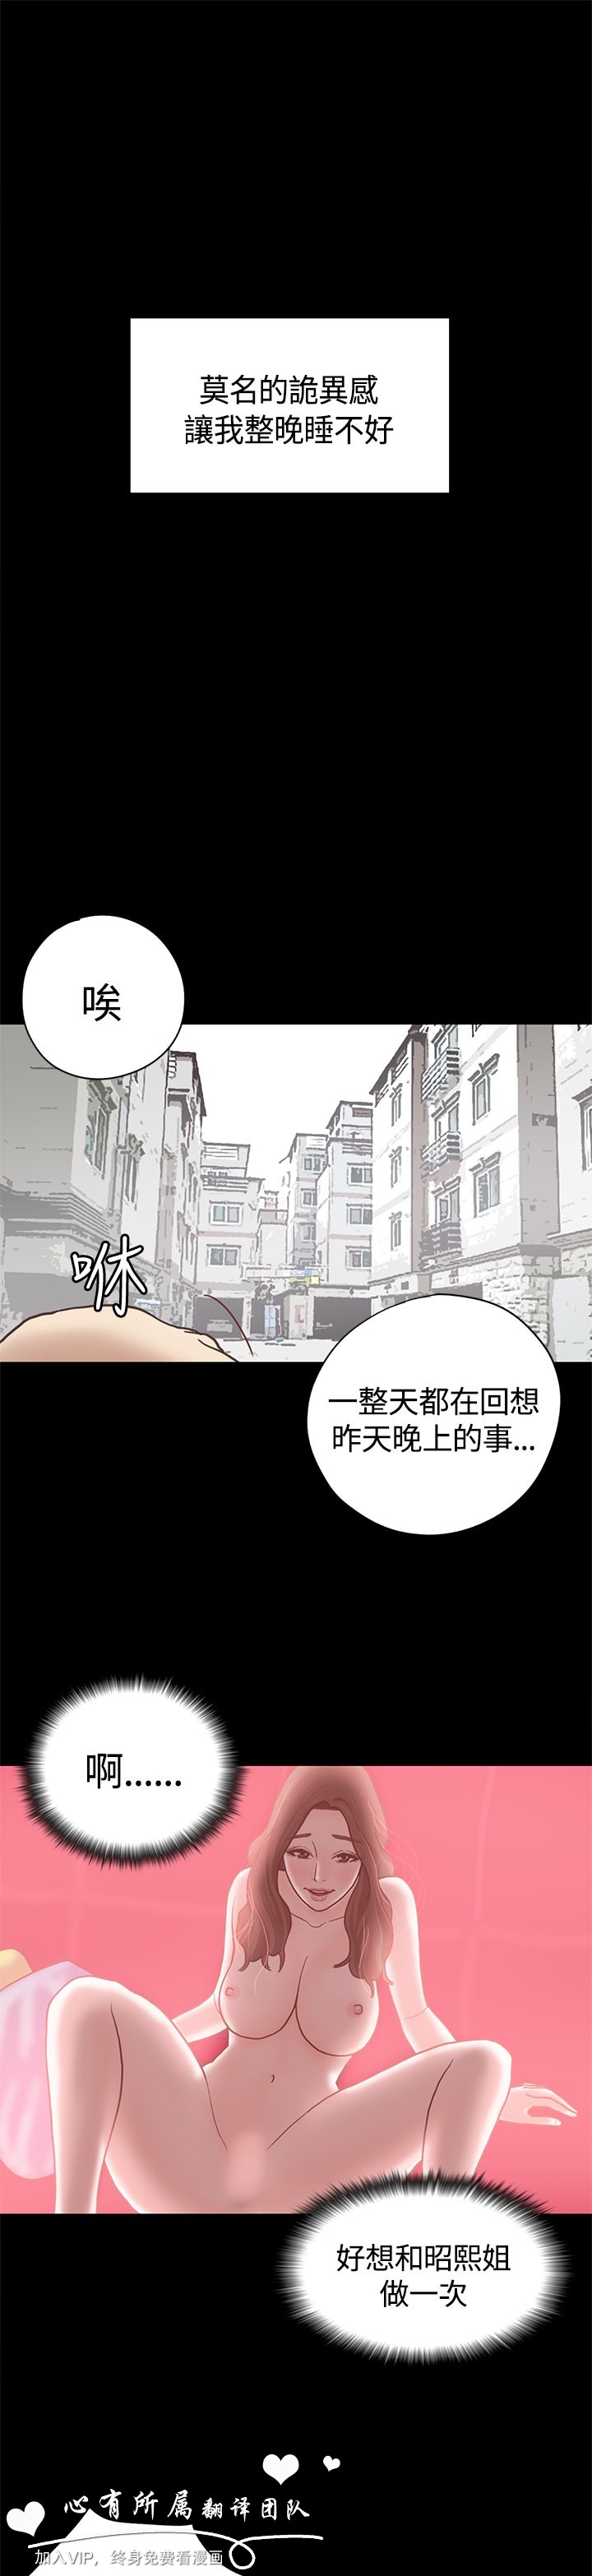 莫名的詭異感
讓我整晚睡不好
唉
咻
一整天都在回想
昨天晚上的事...
啊......
好想和昭熙姐
做一次
心有所属翻译团队
加入VIP，终身免费看漫画